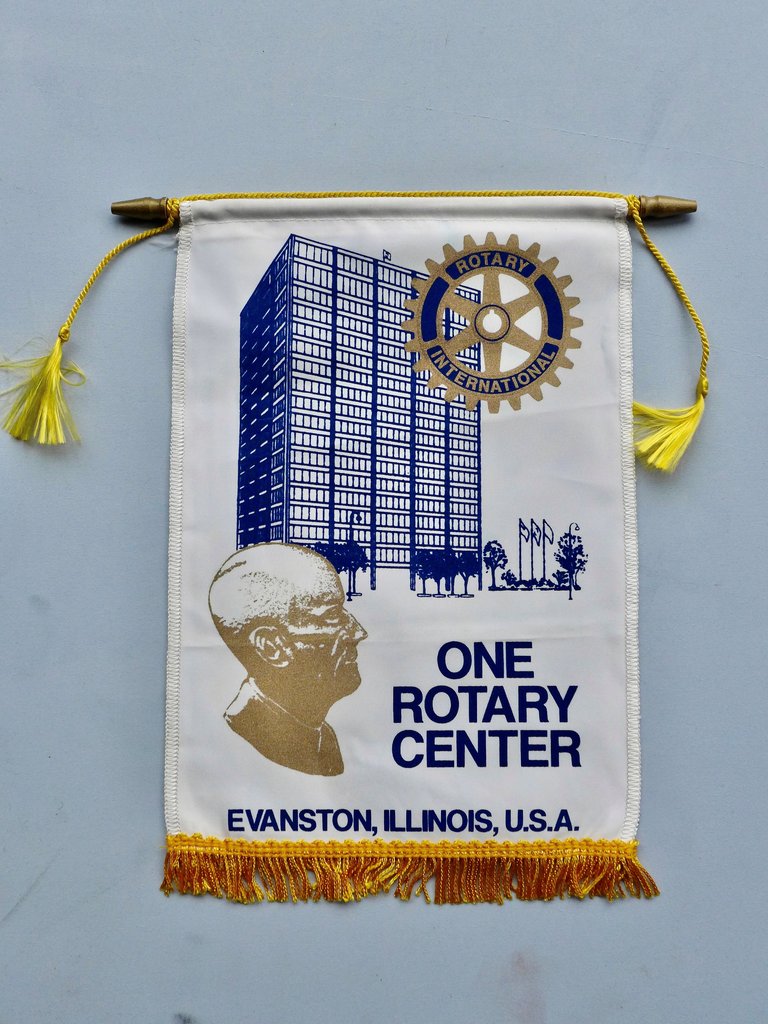 ROTARY
INTERNATIONAL
ONE
ROTARY
CENTER
EVANSTON, ILLINOIS, U.S.A.